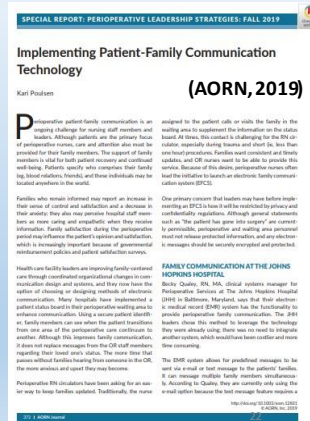 SPECIAL REPORT: PERIOPERATIVE LEADERSHIP STRATEGIES: FALL 2019
Implementing Patient-Family Communication
Technology
Kari Poulsen
(AORN, 2019)
Perioperative patient-family communication is an
ongoing challenge for nursing staff members and
leaders. Although patients are the primary focus
of perioperative nurses, care and attention also must be
provided for their family members. The support of family
members is vital for both patient recovery and continued
well-being. Patients specify who comprises their family
(eg, blood relations, friends), and these individuals may be
located anywhere in the world.
Families who remain informed may report an increase in
their sense of control and satisfaction and a decrease in
their anxiety; they also may perceive hospital staff mem-
bers as more caring and empathetic when they receive
information. Family satisfaction during the perioperative
period may influence the patient's opinion and satisfaction,
which is increasingly important because of governmental
reimbursement policies and patient satisfaction surveys.
Health care facility leaders are improving family-centered
care through coordinated organizational changes in com-
munication design and systems, and they now have the
option of choosing or designing methods of electronic
communication. Many hospitals have implemented a
patient status board in their perioperative waiting area to
enhance communication. Using a secure patient identifi-
er, family members can see when the patient transitions
from one area of the perioperative care continuum to
another. Although this improves family communication,
it does not replace messages from the OR staff members
regarding their loved one's status. The more time that
passes without families hearing from someone in the OR,
the more anxious and upset they may become.
Perioperative RN circulators have been asking for an eas-
ier way to keep families updated. Traditionally, the nurse
assigned to the patient calls or visits the family in the
waiting area to supplement the information on the status
board. At times, this contact is challenging for the RN cir-
culator, especially during trauma and short (ie, less than
one hour) procedures. Families want consistent and timely
updates, and OR nurses want to be able to provide this
service. Because of this desire, perioperative nurses often
lead the initiative to launch an electronic family communi-
cation system (EFCS).
One primary concern that leaders may have before imple-
menting an EFCS is how it will be restricted by privacy and
confidentiality regulations. Although general statements
such as "the patient has gone into surgery" are current-
ly permissible, perioperative and waiting area personnel
must not release protected information, and any electron-
ic messages should be securely encrypted and protected.
FAMILY COMMUNICATION AT THE JOHNS
HOPKINS HOSPITAL
Becky Qualey, RN, MA, clinical systems manager for
Perioperative Services at The Johns Hopkins Hospital
(JHH) in Baltimore, Maryland, says that their electron-
ic medical record (EMR) system has the functionality to
provide perioperative family communication. The JHH
leaders chose this method to leverage the technology
they were already using; there was no need to integrate
another system, which would have been costlier and more
time consuming.
The EMR system allows for predefined messages to be
sent via e-mail or text message to the patients' families.
It can message multiple family members simultaneous-
ly. According to Qualey, they are currently only using the
e-mail option because the text message feature requires a
© AORN, Inc, 2019
372 | AORN Journal